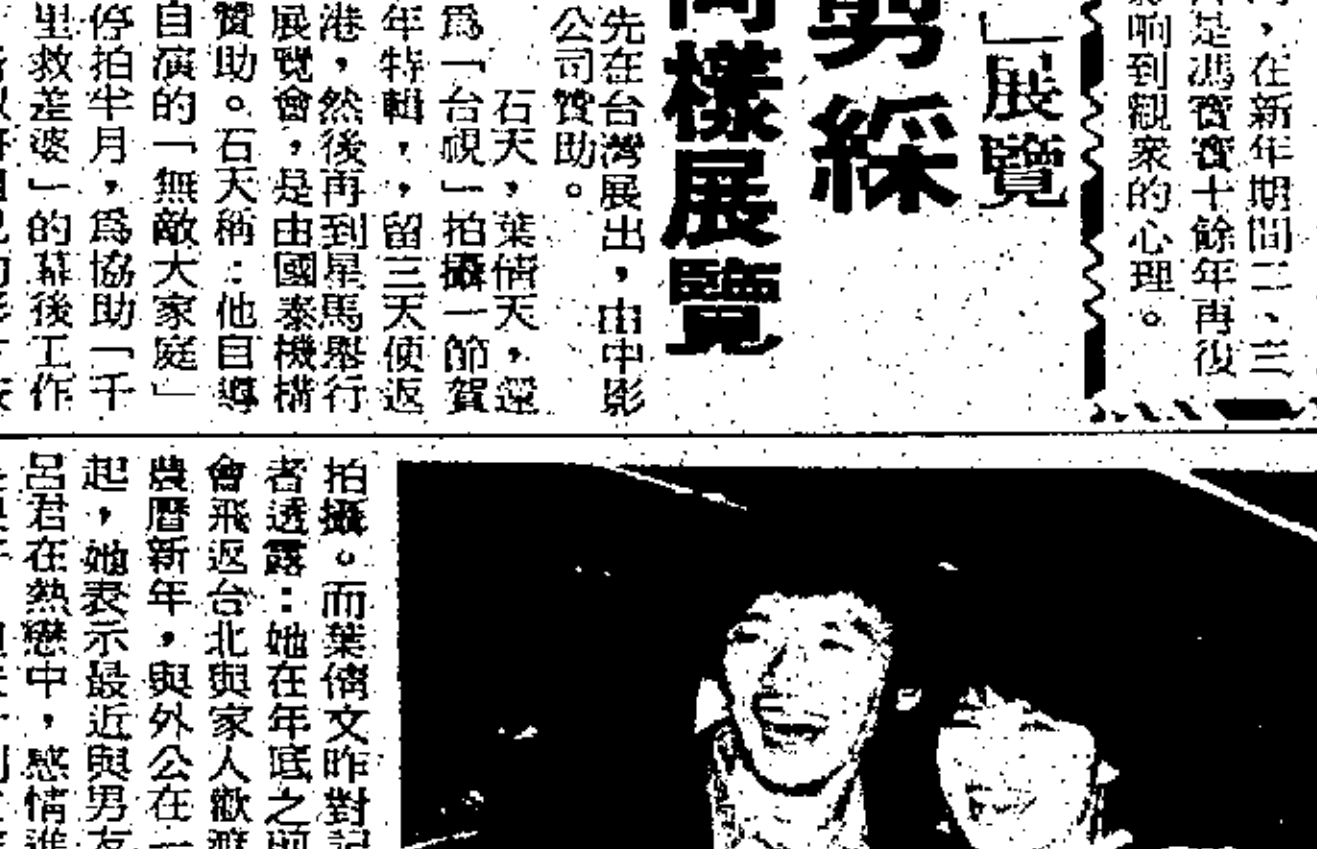 ，在新年期間二、三
是馮寶寶十餘年再復
响到觀衆的心理。
」展覽
剪綵
同樣展覽
先在台灣展出，由中影
公司贊助。
石天，葉倩天，還
爲「台視」拍攝一節賀
年特輯，，留三天便返
港，然後再到星馬舉行
展覽會，是由國泰機構
贊助。石天稱：他自導
自演的「無敵大家庭」
停拍半月，爲協助「千
里救差婆」的幕後工作
拍攝。而葉倩文昨對記
者透露：她在年底之前
會飛返台北與家人歡
農曆新年，與外公在一
起，她表示最近與男友
呂君在熱戀中，感情進